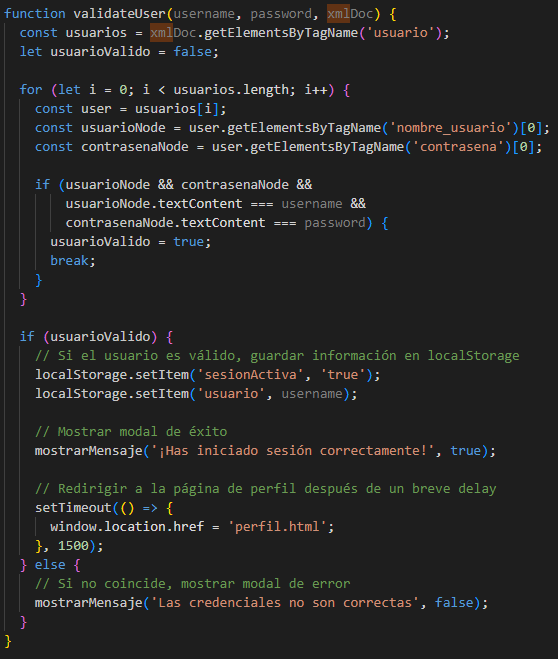 function validateUser(username, password, xmlDoc) {
const usuarios = xmlDoc.getElementsByTagName('usuario');
let usuarioValido = false;
for (let i = 0; i < usuarios.length; i++) {
const user = usuarios[i];
const usuarioNode = user.getElementsByTagName('nombre_usuario')[0];
const contrasenaNode = user.getElementsByTagName('contrasena')[0];
if (usuarioNode && contrasenaNode &&
usuarioNode.textContent === username &&
contrasenaNode.textContent === password) {
usuarioValido = true;
break;
}
}
if (usuarioValido) {
// Si el usuario es válido, guardar información en localStorage
localStorage.setItem('sesionActiva', 'true');
localStorage.setItem('usuario', username);
// Mostrar modal de éxito
mostrarMensaje('¡Has iniciado sesión correctamente!', true);
// Redirigir a la página de perfil después de un breve delay
setTimeout(() => {
window.location.href = 'perfil.html';
}, 1500);
} else {
// Si no coincide, mostrar modal de error
mostrarMensaje('Las credenciales no son correctas', false);
}
}